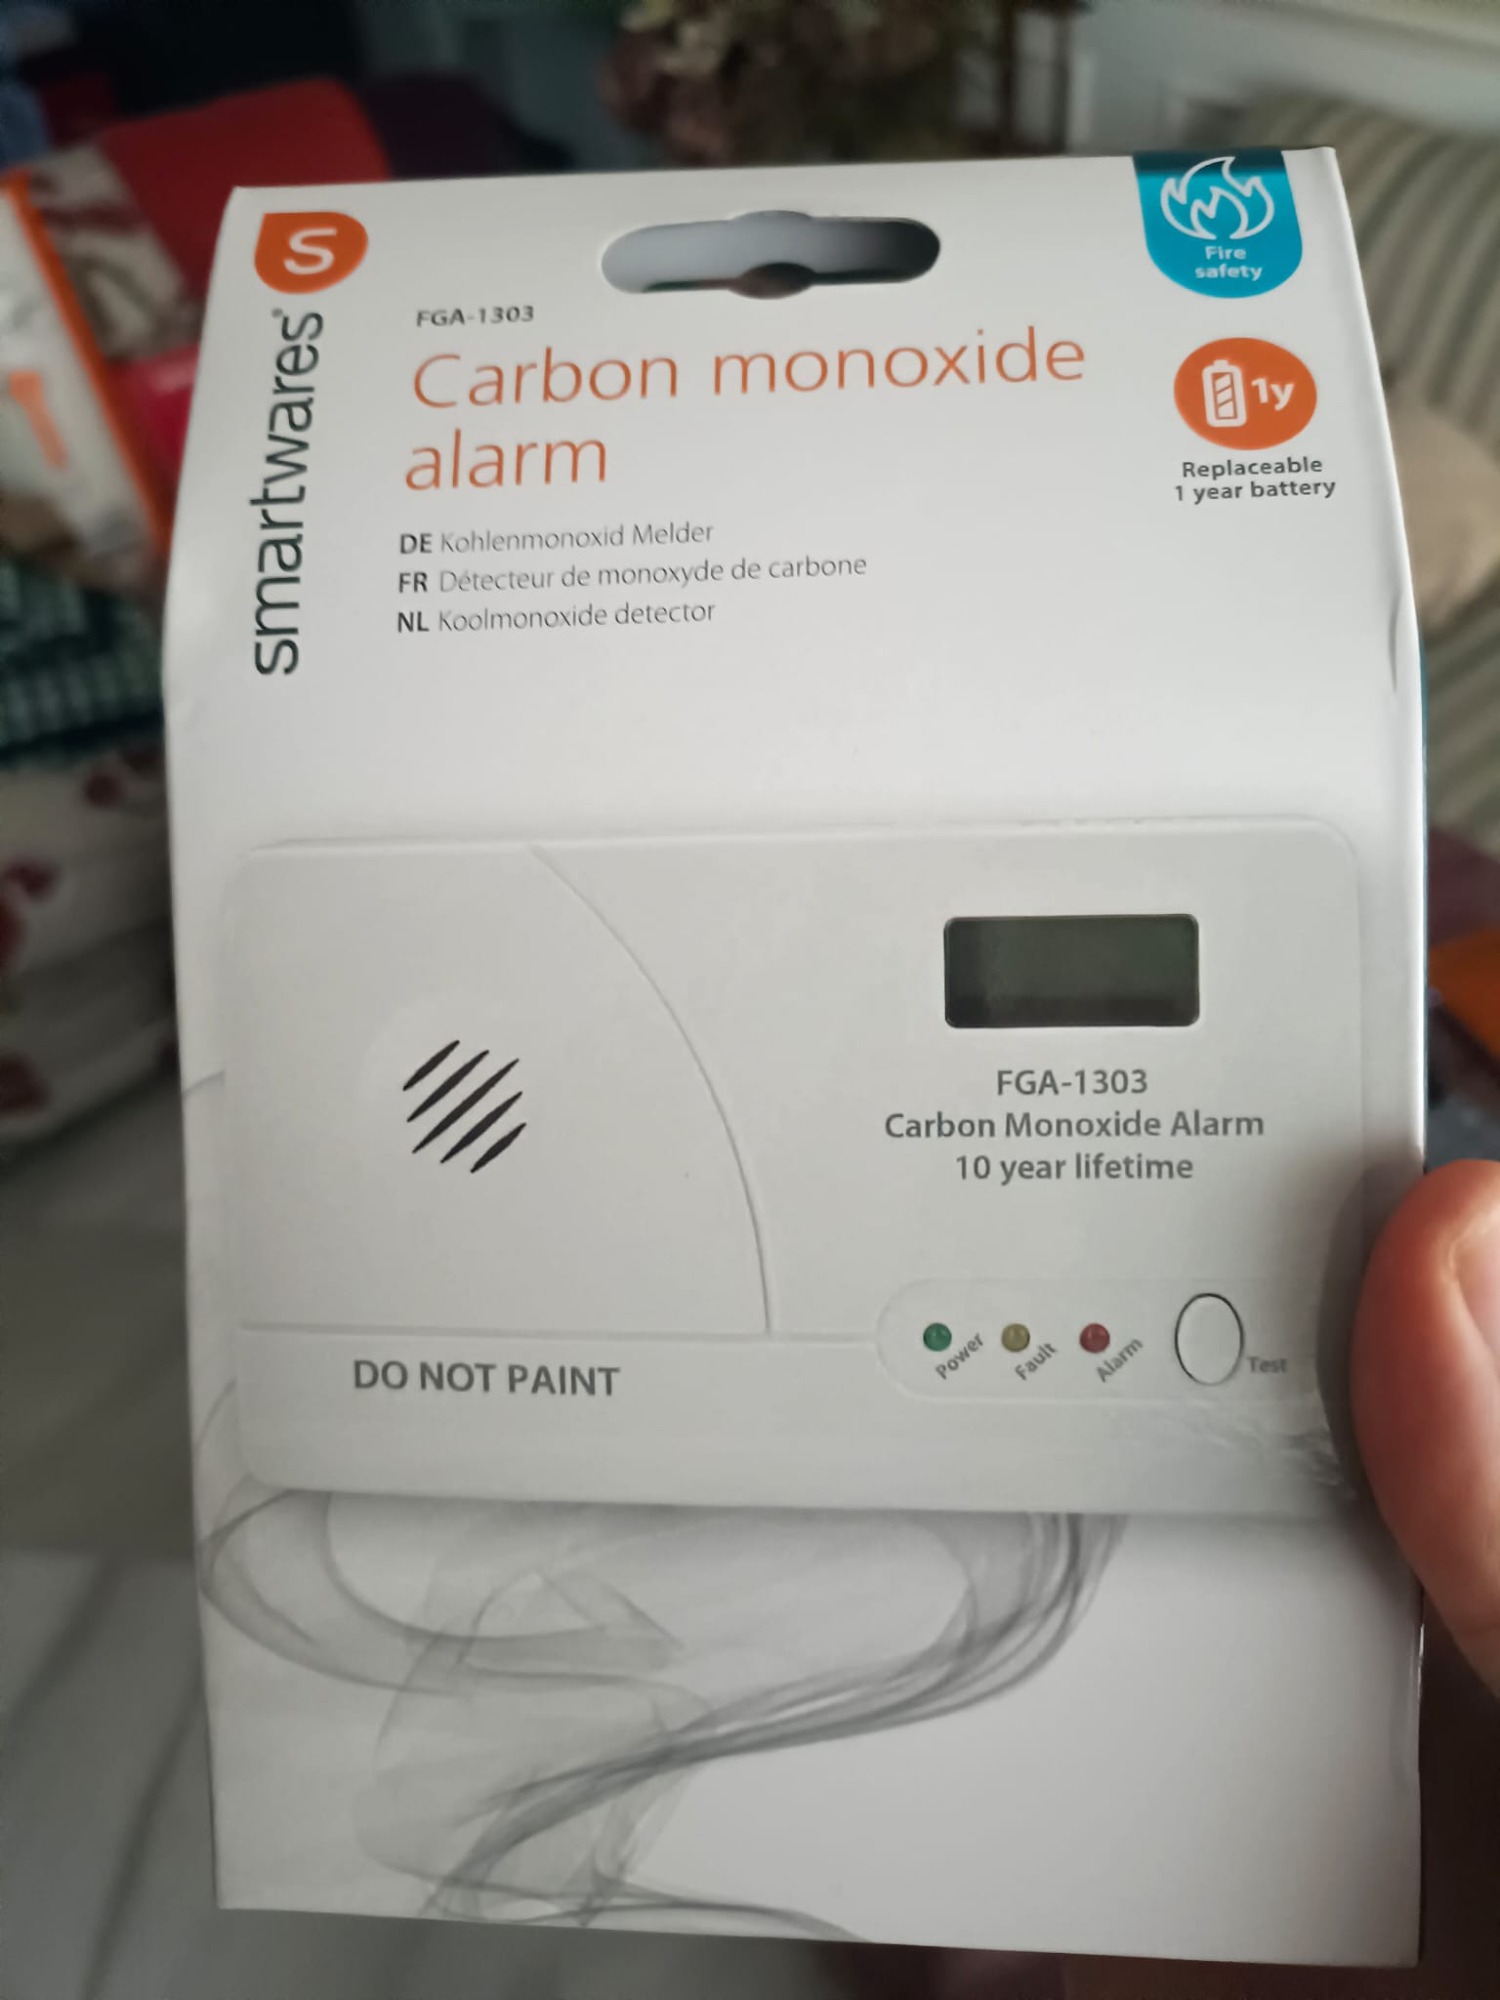 S
smartwares®
Fire
safety
FGA-1303
Carbon monoxide
alarm
1y
Replaceable
1 year battery
DE Kohlenmonoxid Melder
FR Détecteur de monoxyde de carbone
NL Koolmonoxide detector
FGA-1303
Carbon Monoxide Alarm
10 year lifetime
Power
Fault
Alarm
Test
DO NOT PAINT